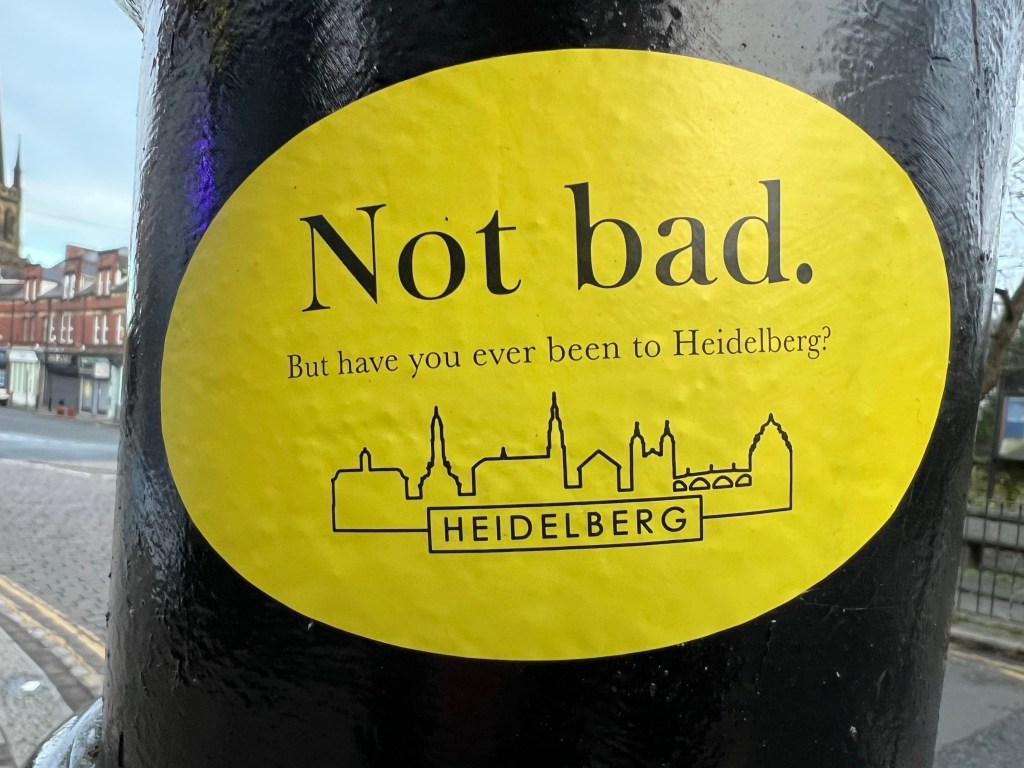 Not bad.
But have you ever been to Heidelberg?
HEIDELBERG